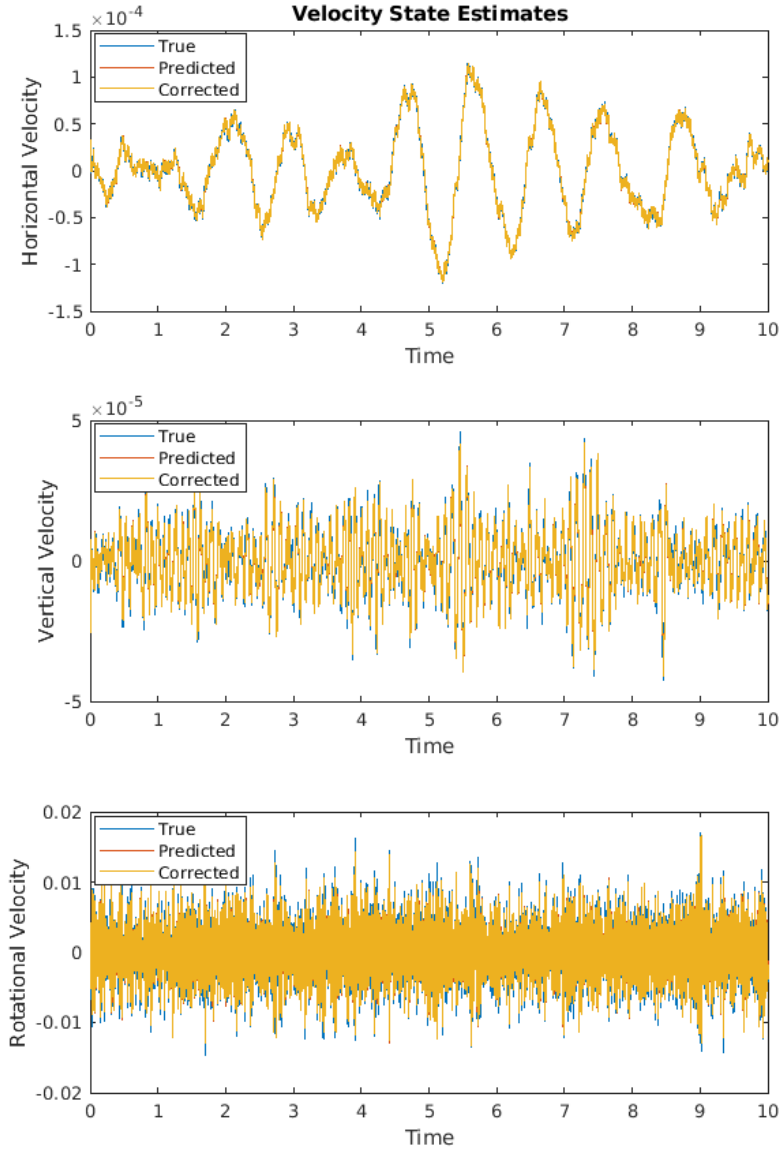 Velocity State Estimates
×10-4
1.5
1
0.5
0
-0.5
-1
-1.5
Horizontal Velocity
True
Predicted
Corrected
0 1 2 3 4 5 6 7 8 9 10
Time
×10-5
5
0
-5
Vertical Velocity
True
Predicted
Corrected
0 1 2 3 4 5 6 7 8 9 10
Time
0.02
0.01
0
-0.01
-0.02
Rotational Velocity
True
Predicted
Corrected
0 1 2 3 4 5 6 7 8 9 10
Time